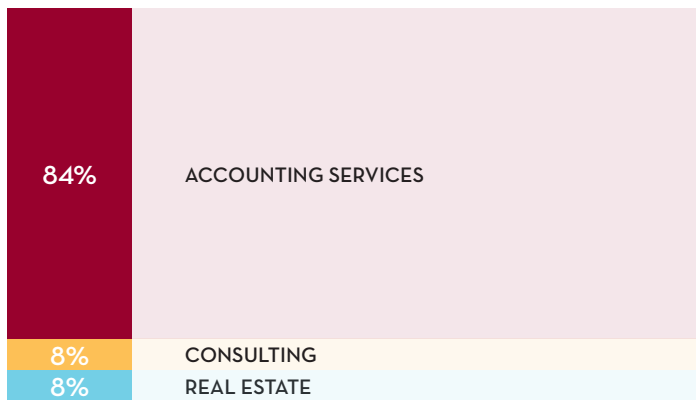 84% ACCOUNTING SERVICES
8% CONSULTING
8% REAL ESTATE